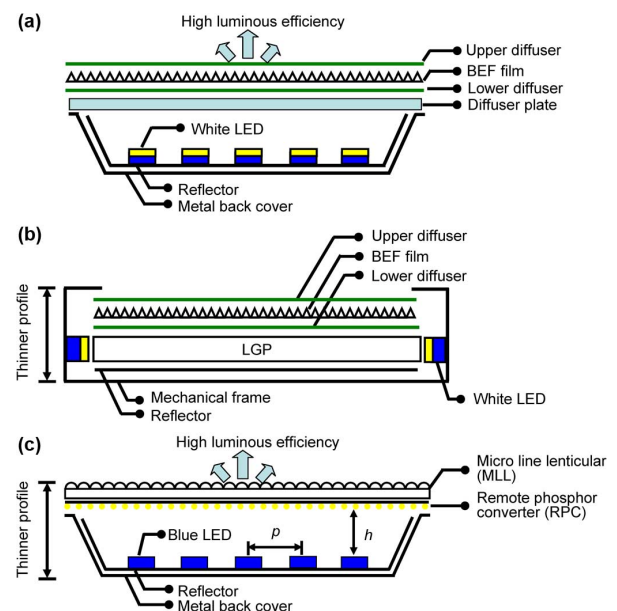 (a)
High luminous efficiency
Upper diffuser
BEF film
Lower diffuser
Diffuser plate
White LED
Reflector
Metal back cover
(b)
Upper diffuser
BEF film
Lower diffuser
Thinner profile
LGP
Mechanical frame
Reflector
White LED
(c)
High luminous efficiency
Micro line lenticular
(MLL)
Remote phosphor
converter (RPC)
Thinner profile
Blue LED
p
h
Reflector
Metal back cover